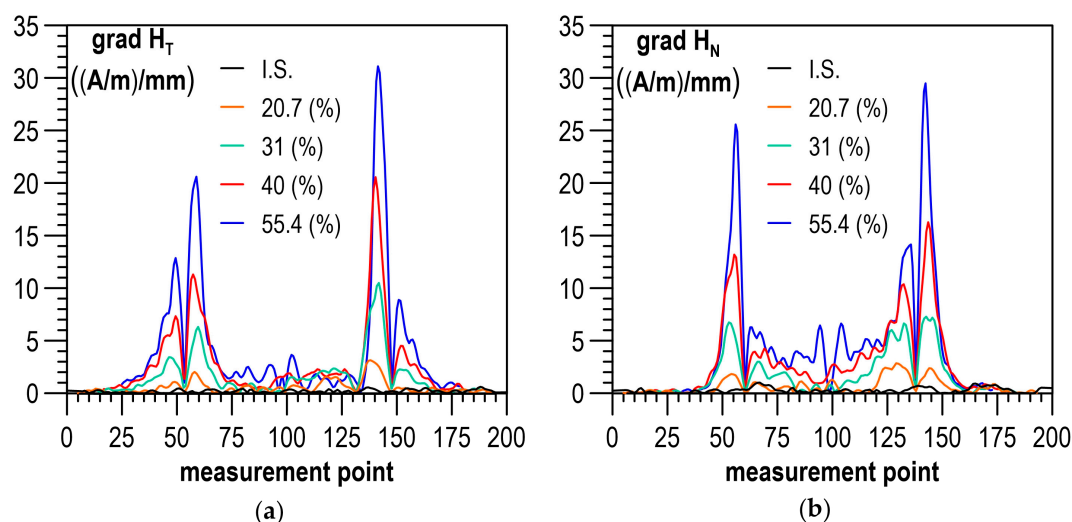 35
30
25
20
15
10
5
0
grad H_T
((A/m)/mm)
I.S.
20.7 (%)
31 (%)
40 (%)
55.4 (%)
0 25 50 75 100 125 150 175 200
measurement point
(a)
35
30
25
20
15
10
5
0
grad H_N
((A/m)/mm)
I.S.
20.7 (%)
31 (%)
40 (%)
55.4 (%)
0 25 50 75 100 125 150 175 200
measurement point
(b)